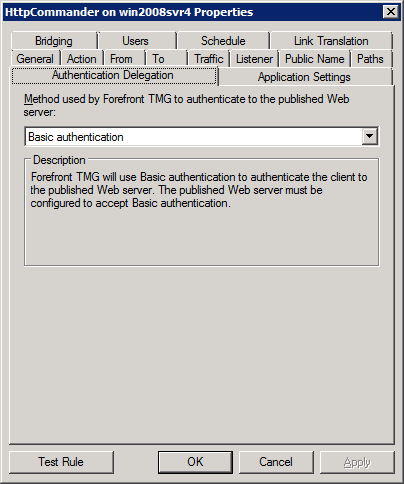 HttpCommander on win2008svr4 Properties
Bridging Users Schedule Link Translation
General Action From To Traffic Listener Public Name Paths
Authentication Delegation Application Settings
Method used by Forefront TMG to authenticate to the published Web
server:
Basic authentication
Description
Forefront TMG will use Basic authentication to authenticate the client to
the published Web server. The published Web server must be
configured to accept Basic authentication.
Test Rule OK Cancel Apply